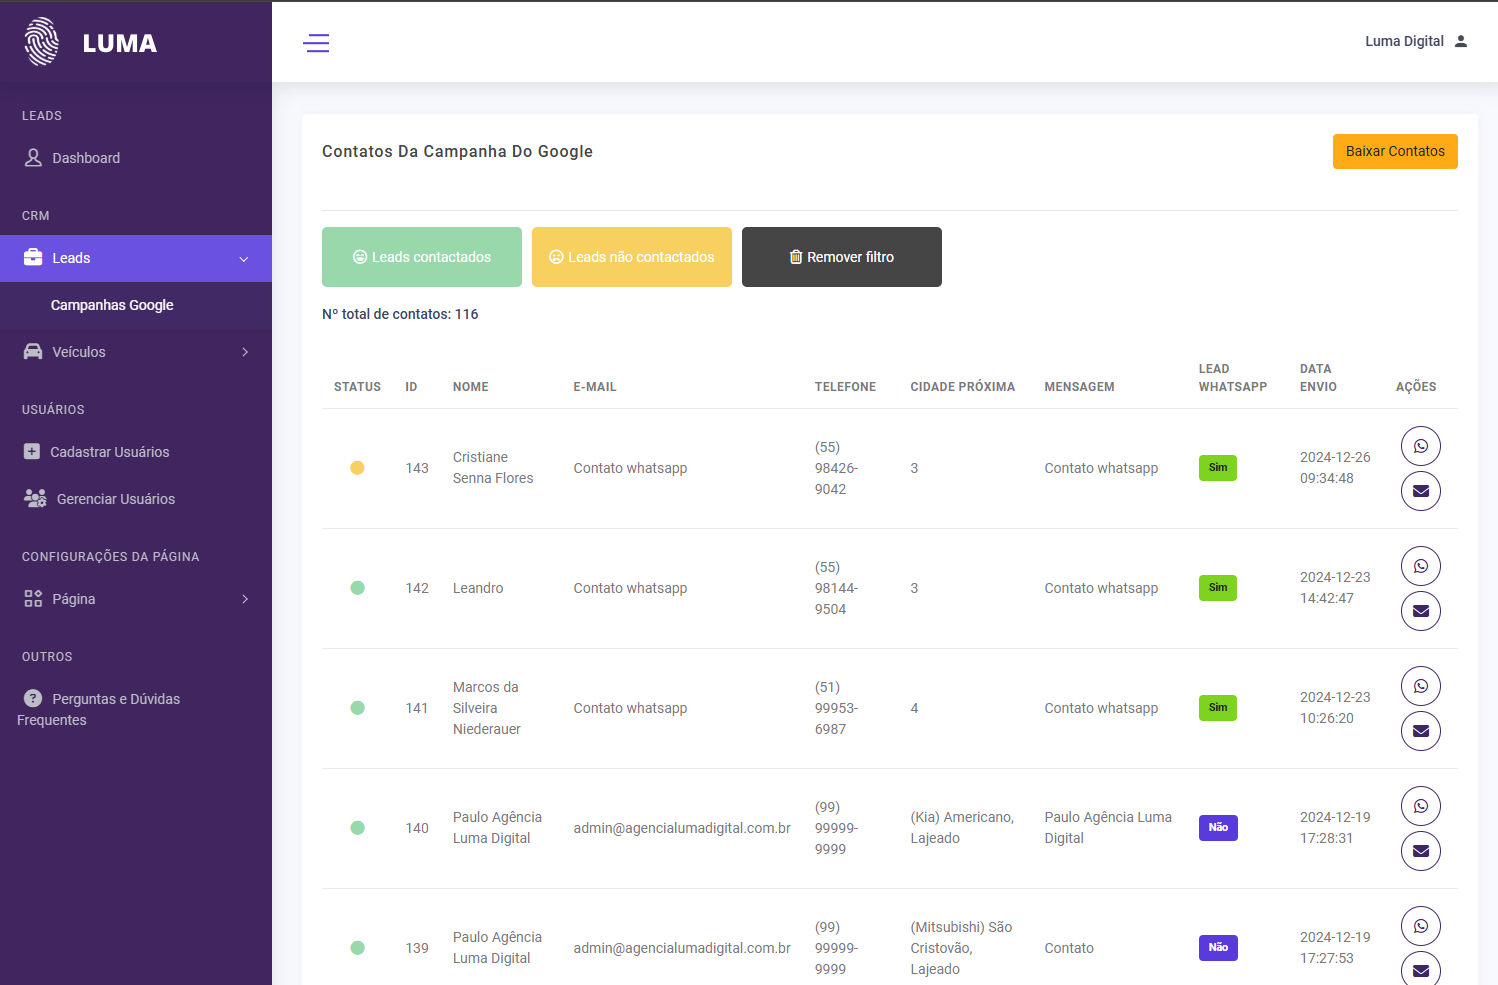 LUMA
Luma Digital
LEADS
Dashboard
CRM
Leads
Campanhas Google
Veículos
USUÁRIOS
Cadastrar Usuários
Gerenciar Usuários
CONFIGURAÇÕES DA PÁGINA
Página
OUTROS
Perguntas e Dúvidas
Frequentes
Contatos Da Campanha Do Google
Baixar Contatos
Leads contactados
Leads não contactados
Remover filtro
Nº total de contatos: 116
STATUS ID NOME E-MAIL TELEFONE CIDADE PRÓXIMA MENSAGEM LEAD WHATSAPP DATA ENVIO AÇÕES
143
Cristiane
Senna Flores
Contato whatsapp
(55)
98426-
9042
3
Contato whatsapp
Sim
2024-12-26
09:34:48
142
Leandro
Contato whatsapp
(55)
98144-
9504
3
Contato whatsapp
Sim
2024-12-23
14:42:47
141
Marcos da
Silveira
Niederauer
Contato whatsapp
(51)
99953-
6987
4
Contato whatsapp
Sim
2024-12-23
10:26:20
140
Paulo Agência
Luma Digital
admin@agencialumadigital.com.br
(99)
99999-
9999
(Kia) Americano,
Lajeado
Paulo Agência Luma
Digital
Não
2024-12-19
17:28:31
139
Paulo Agência
Luma Digital
admin@agencialumadigital.com.br
(99)
99999-
9999
(Mitsubishi) São
Cristovão,
Lajeado
Contato
Não
2024-12-19
17:27:53